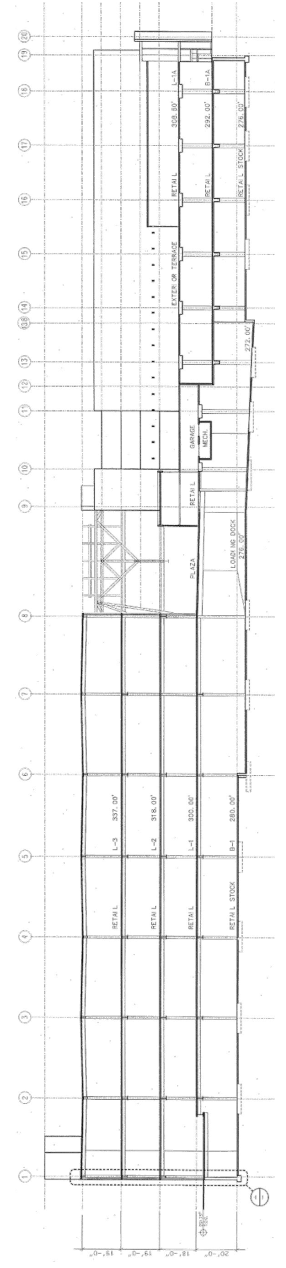 20
19
18
17
16
15
14
13.8
13
12
11
10
9
8
7
6
5
4
3
2
1
RETAIL 308.50' L-1A
RETAIL 292.00' B-1A
RETAIL STOCK 276.00'
EXTERIOR TERRACE
272.00'
GARAGE
MECH.
RETAIL
PLAZA
LOADING DOCK
276.00'
RETAIL L-3 337.00'
RETAIL L-2 318.00'
RETAIL L-1 300.00'
RETAIL STOCK B-1 280.00'
19'-0"
19'-0"
18'-0"
20'-0"